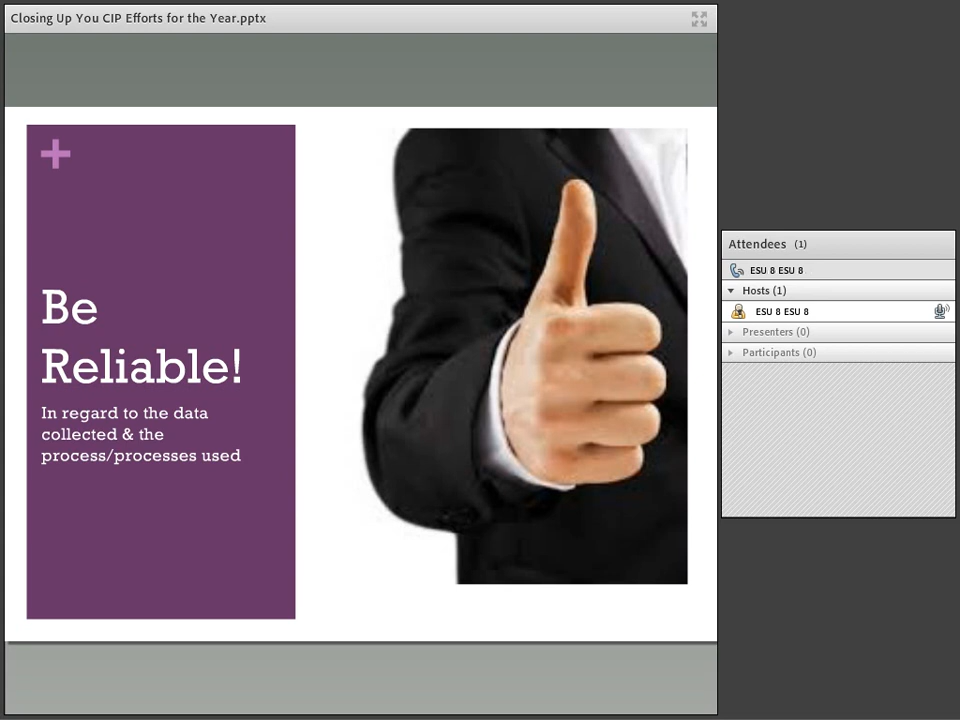 Closing Up You CIP Efforts for the Year.pptx
+
Be
Reliable!
In regard to the data
collected & the
process/processes used
Attendees (1)
ESU 8 ESU 8
Hosts (1)
ESU 8 ESU 8
Presenters (0)
Participants (0)